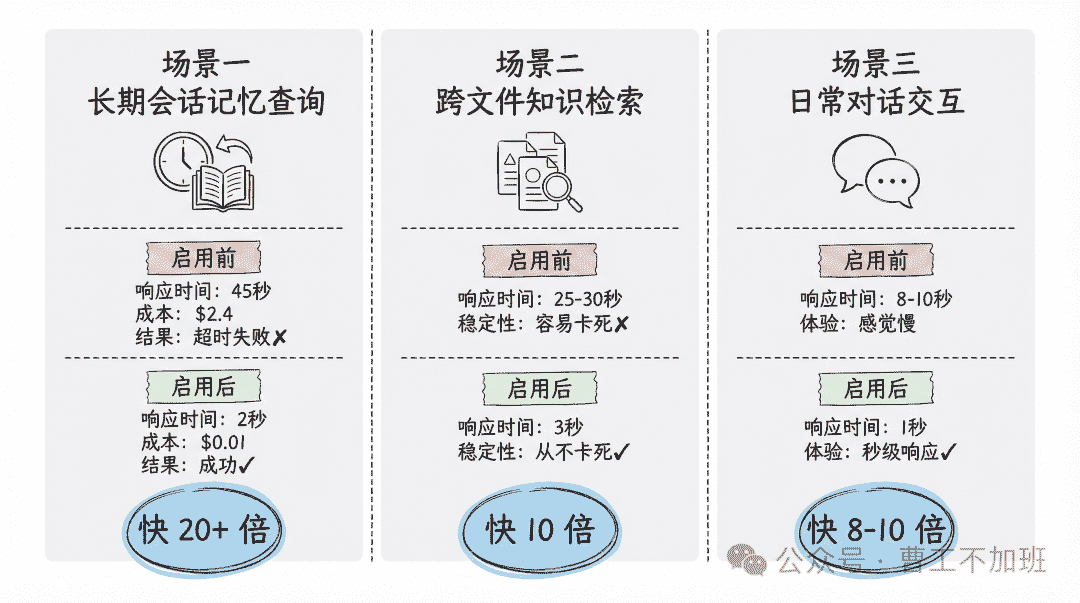 场景一
长期会话记忆查询
启用前
响应时间：45秒
成本：$2.4
结果：超时失败✘
启用后
响应时间：2秒
成本：$0.01
结果：成功✓
快 20+ 倍
场景二
跨文件知识检索
启用前
响应时间：25-30秒
稳定性：容易卡死✘
启用后
响应时间：3秒
稳定性：从不卡死✓
快 10 倍
场景三
日常对话交互
启用前
响应时间：8-10秒
体验：感觉慢
启用后
响应时间：1秒
体验：秒级响应✓
快 8-10 倍
公众号 · 曹工不加班